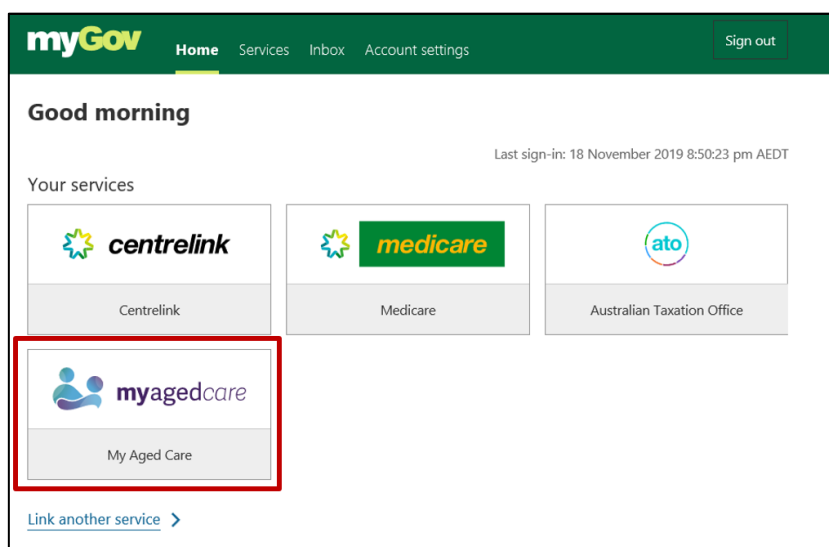 myGov Home Services Inbox Account settings Sign out
Good morning
Last sign-in: 18 November 2019 8:50:23 pm AEDT
Your services
centrelink medicare ato
Centrelink Medicare Australian Taxation Office
myagedcare
My Aged Care
Link another service